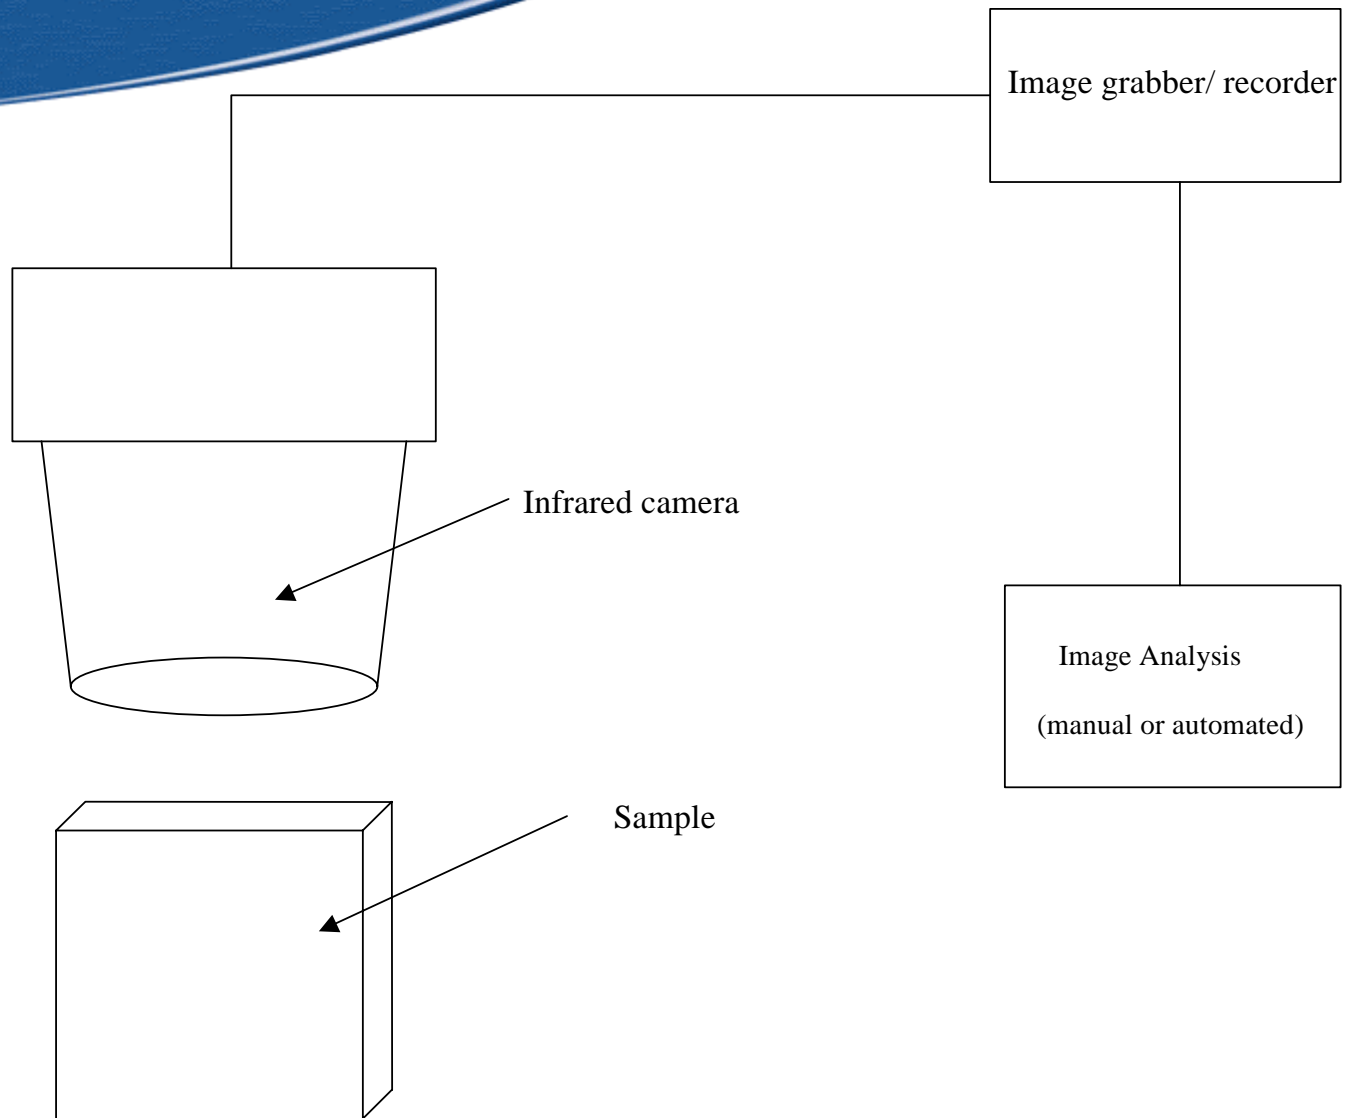 Image grabber/ recorder
Infrared camera
Image Analysis
(manual or automated)
Sample